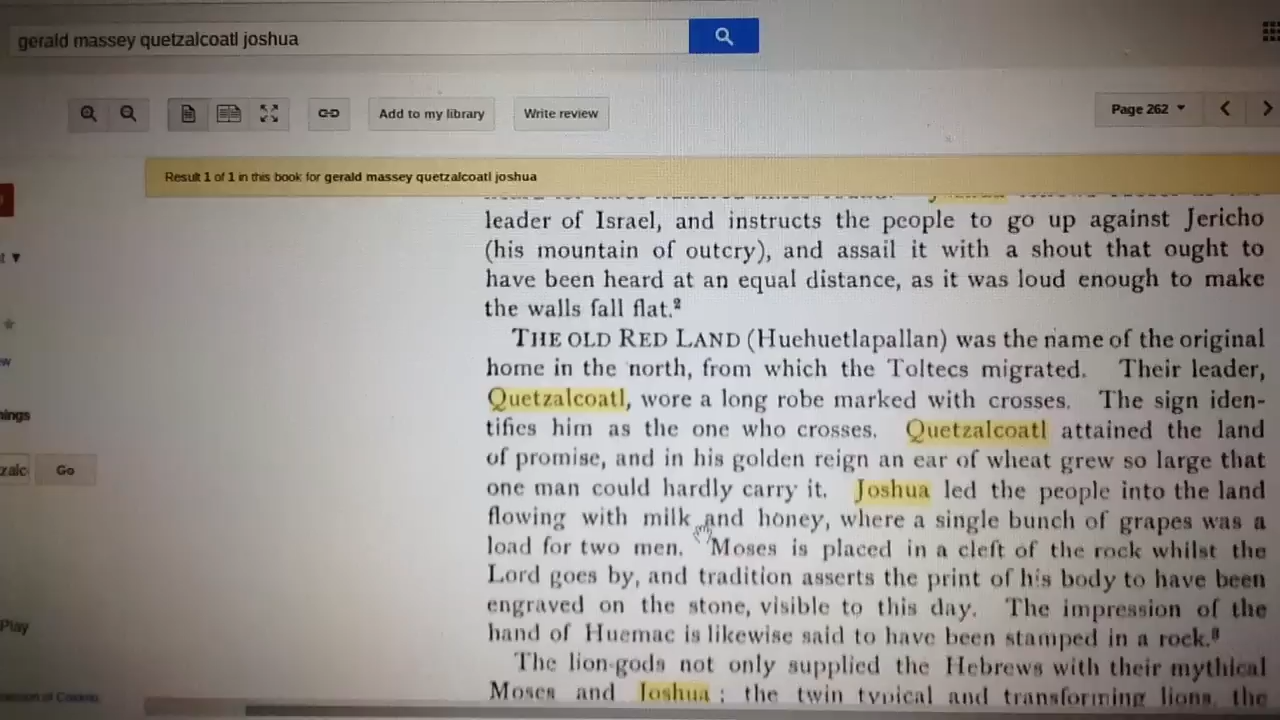 gerald massey quetzalcoatl joshua
Add to my library
Write review
Page 262
Result 1 of 1 in this book for gerald massey quetzalcoatl joshua
leader of Israel, and instructs the people to go up against Jericho
(his mountain of outcry), and assail it with a shout that ought to
have been heard at an equal distance, as it was loud enough to make
the walls fall flat.²
THE OLD RED LAND (Huehuetlapallan) was the name of the original
home in the north, from which the Toltecs migrated. Their leader,
Quetzalcoatl, wore a long robe marked with crosses. The sign iden-
tifies him as the one who crosses. Quetzalcoatl attained the land
of promise, and in his golden reign an ear of wheat grew so large that
one man could hardly carry it. Joshua led the people into the land
flowing with milk and honey, where a single bunch of grapes was a
load for two men. Moses is placed in a cleft of the rock whilst the
Lord goes by, and tradition asserts the print of his body to have been
engraved on the stone, visible to this day. The impression of the
hand of Huemac is likewise said to have been stamped in a rock.³
The lion-gods not only supplied the Hebrews with their mythical
Moses and Joshua; the twin typical and transforming lions, the
ings
zalc
Go
Play